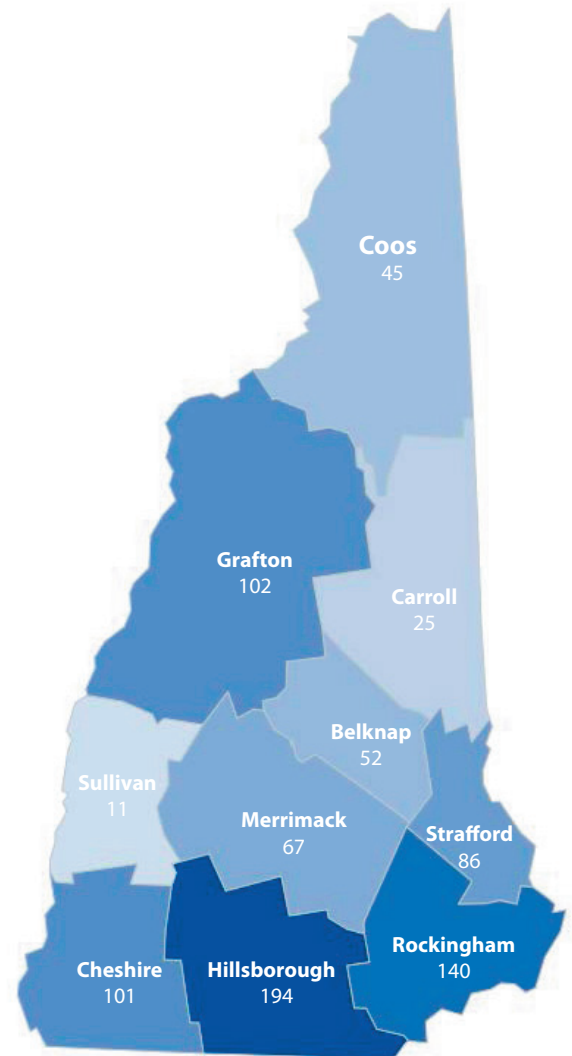 Coos
45
Grafton
102
Carroll
25
Belknap
52
Sullivan
11
Merrimack
67
Strafford
86
Rockingham
140
Cheshire
101
Hillsborough
194